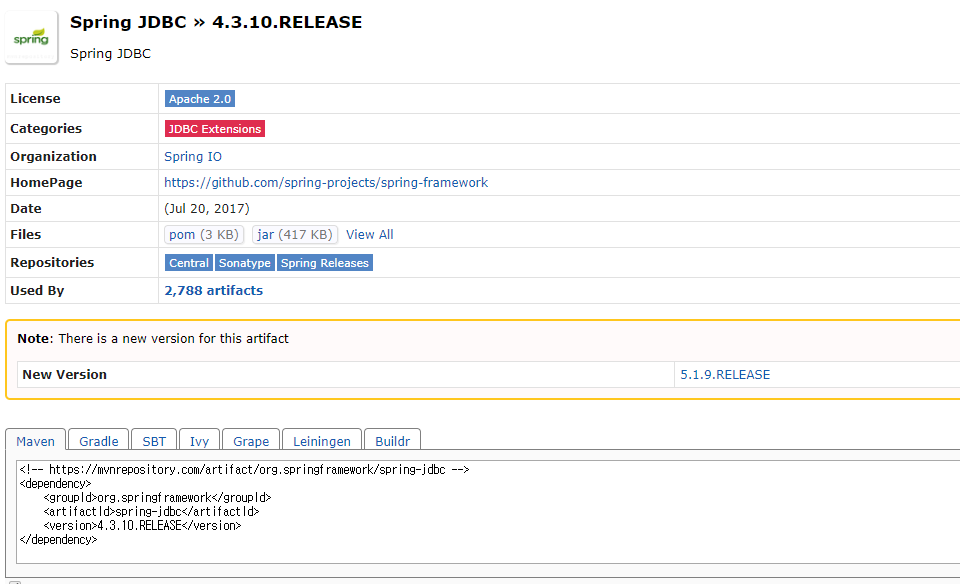 spring
Spring JDBC » 4.3.10.RELEASE
Spring JDBC
License Apache 2.0
Categories JDBC Extensions
Organization Spring IO
HomePage https://github.com/spring-projects/spring-framework
Date (Jul 20, 2017)
Files pom (3 KB) jar (417 KB) View All
Repositories Central Sonatype Spring Releases
Used By 2,788 artifacts
Note: There is a new version for this artifact
New Version 5.1.9.RELEASE
Maven Gradle SBT Ivy Grape Leiningen Buildr
<!-- https://mvnrepository.com/artifact/org.springframework/spring-jdbc -->
<dependency>
    <groupId>org.springframework</groupId>
    <artifactId>spring-jdbc</artifactId>
    <version>4.3.10.RELEASE</version>
</dependency>